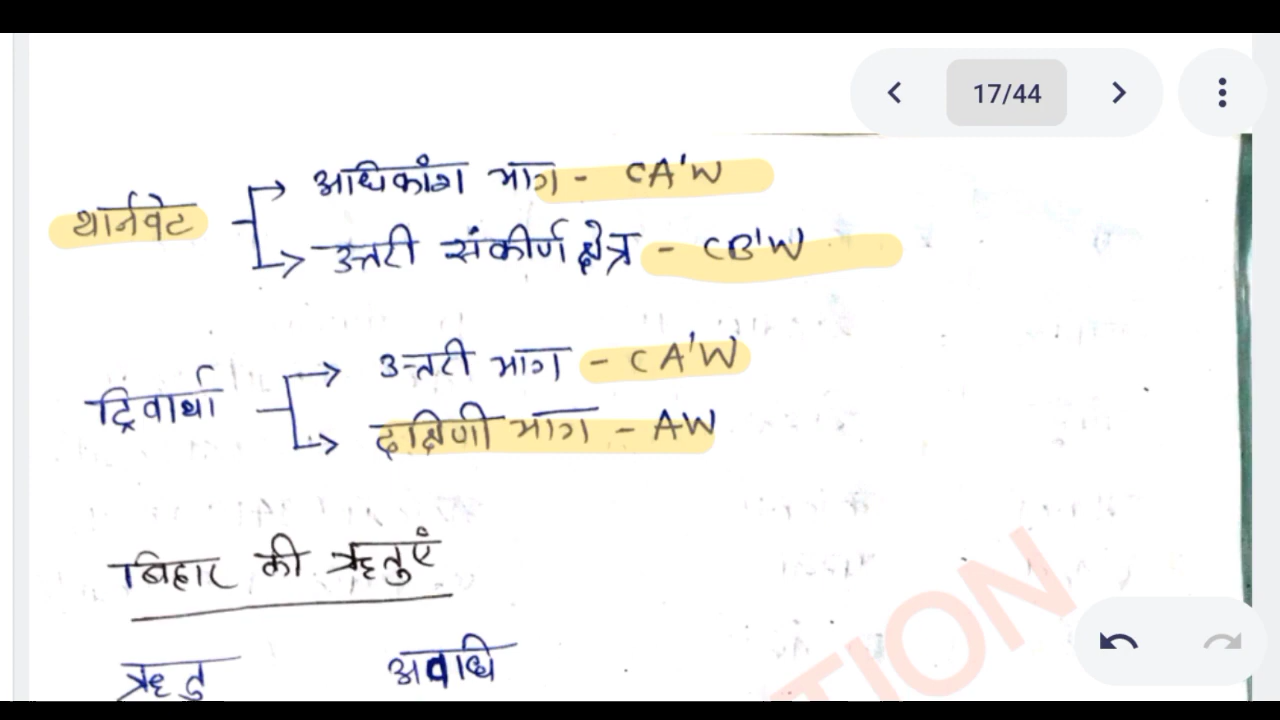 17/44
अधिकांश भाग - CA'W
थार्नवेट
उत्तरी संकीर्ण क्षेत्र - CB'W
उत्तरी भाग - CA'W
ट्रिवार्था
दक्षिणी भाग - AW
बिहार की ऋतुएं
ऋतु अवधि
TION